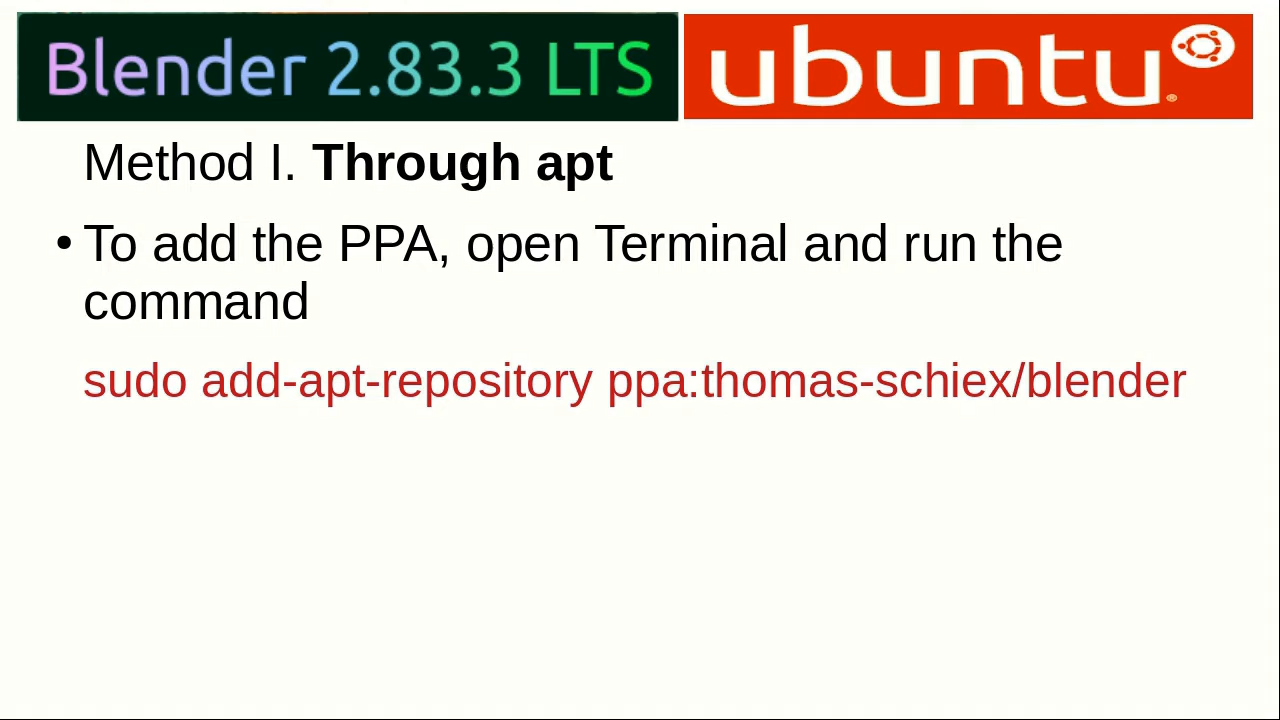 Blender 2.83.3 LTS
ubuntu®
Method I. Through apt
• To add the PPA, open Terminal and run the
command
sudo add-apt-repository ppa:thomas-schiex/blender